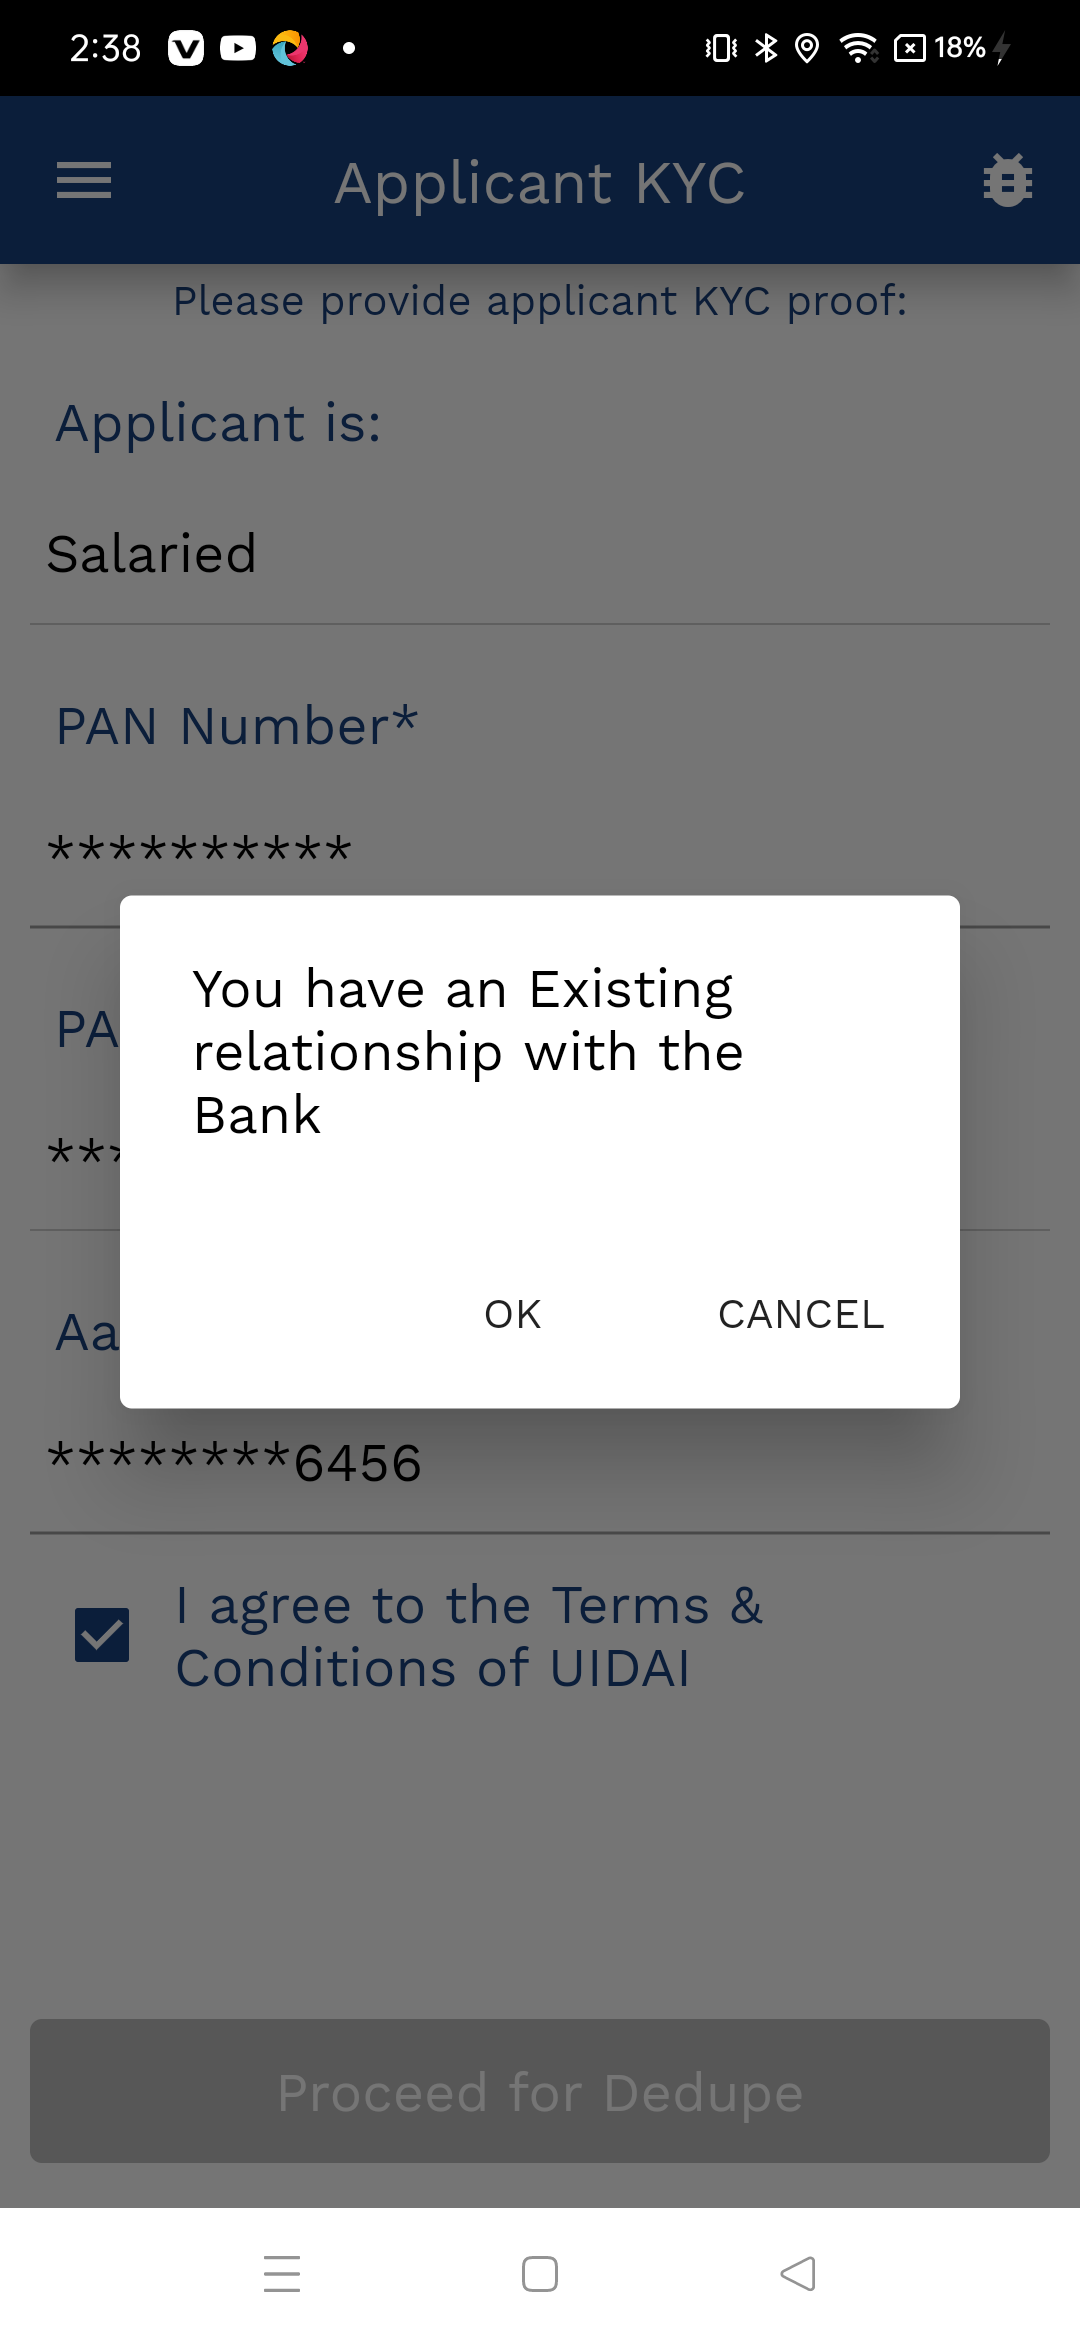 2:38
18%
Applicant KYC
Please provide applicant KYC proof:
Applicant is:
Salaried
PAN Number*
**********
PA
***
You have an Existing
relationship with the
Bank
OK CANCEL
Aa
********6456
I agree to the Terms &
Conditions of UIDAI
Proceed for Dedupe